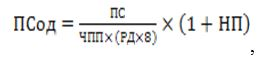 ПСод = ПС / ЧПП×(РД×8) × (1 + НП) ,